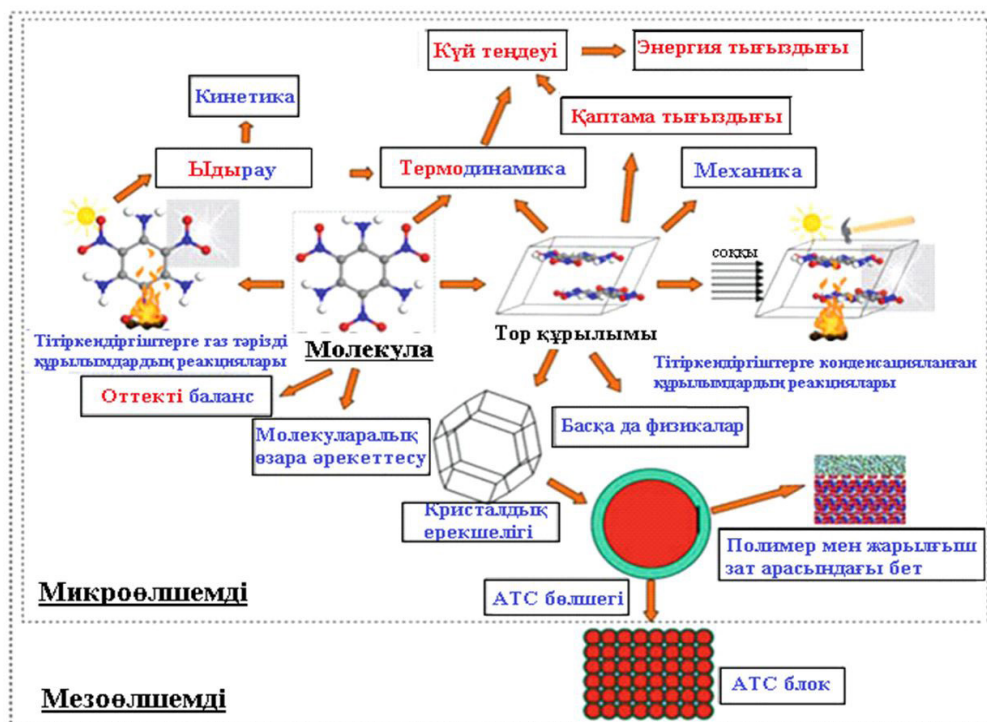 Күй теңдеуі
Энергия тығыздығы
Кинетика
Қаптама тығыздығы
Ыдырау
Термодинамика
Механика
соққы
Тітіркендіргіштерге газ тәрізді
құрылымдардың реакциялары
Молекула
Тор құрылымы
Тітіркендіргіштерге конденсацияланған
құрылымдардың реакциялары
Оттекті баланс
Молекуларалық
өзара әрекеттесу
Басқа да физикалар
Кристалдық
ерекшелігі
Полимер мен жарылғыш
зат арасындағы бет
Микроөлшемді
АТС бөлшегі
АТС блок
Мезоөлшемді